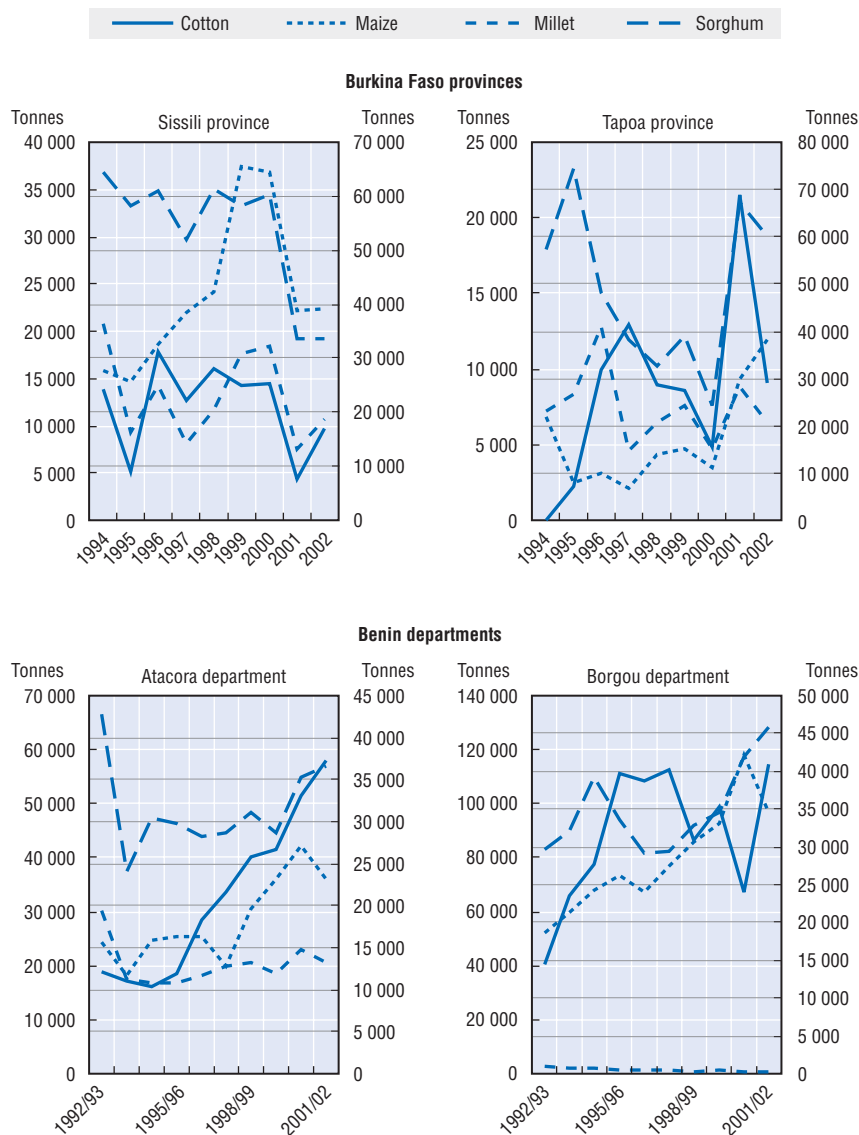 Cotton Maize Millet Sorghum
Burkina Faso provinces
Tonnes Sissili province Tonnes
40 000 70 000
35 000 60 000
30 000 50 000
25 000 40 000
20 000 30 000
15 000 20 000
10 000 10 000
5 000 0
0
1994 1995 1996 1997 1998 1999 2000 2001 2002
Tonnes Tapoa province Tonnes
25 000 80 000
20 000 70 000
15 000 60 000
10 000 50 000
5 000 40 000
0 30 000
20 000
10 000
0
1994 1995 1996 1997 1998 1999 2000 2001 2002
Benin departments
Tonnes Atacora department Tonnes
70 000 45 000
60 000 40 000
50 000 35 000
40 000 30 000
30 000 25 000
20 000 20 000
10 000 15 000
0 10 000
5 000
0
1992/93 1995/96 1998/99 2001/02
Tonnes Borgou department Tonnes
140 000 50 000
120 000 45 000
100 000 40 000
80 000 35 000
60 000 30 000
40 000 25 000
20 000 20 000
0 15 000
10 000
5 000
0
1992/93 1995/96 1998/99 2001/02